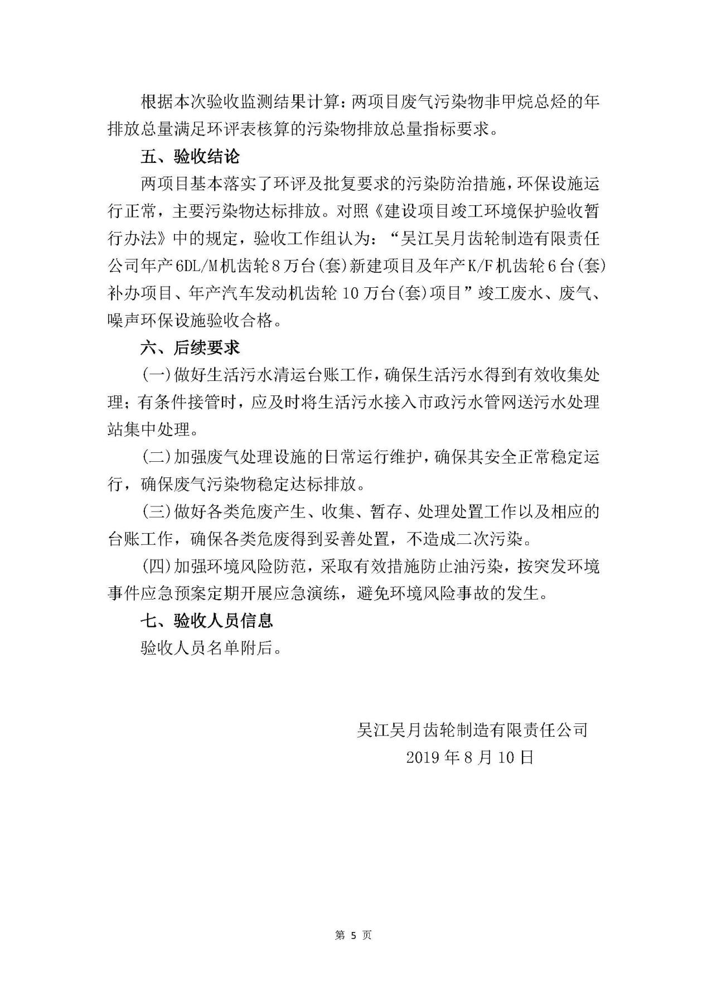 根据本次验收监测结果计算：两项目废气污染物非甲烷总烃的年
排放总量满足环评表核算的污染物排放总量指标要求。
五、验收结论
两项目基本落实了环评及批复要求的污染防治措施，环保设施运
行正常，主要污染物达标排放。对照《建设项目竣工环境保护验收暂
行办法》中的规定，验收工作组认为：“吴江吴月齿轮制造有限责任
公司年产6DL/M机齿轮8万台(套)新建项目及年产K/F机齿轮6台(套)
补办项目、年产汽车发动机齿轮10万台(套)项目”竣工废水、废气、
噪声环保设施验收合格。
六、后续要求
(一)做好生活污水清运台账工作，确保生活污水得到有效收集处
理；有条件接管时，应及时将生活污水接入市政污水管网送污水处理
站集中处理。
(二)加强废气处理设施的日常运行维护，确保其安全正常稳定运
行，确保废气污染物稳定达标排放。
(三)做好各类危废产生、收集、暂存、处理处置工作以及相应的
台账工作，确保各类危废得到妥善处置，不造成二次污染。
(四)加强环境风险防范，采取有效措施防止油污染，按突发环境
事件应急预案定期开展应急演练，避免环境风险事故的发生。
七、验收人员信息
验收人员名单附后。
吴江吴月齿轮制造有限责任公司
2019年8月10日
第 5 页